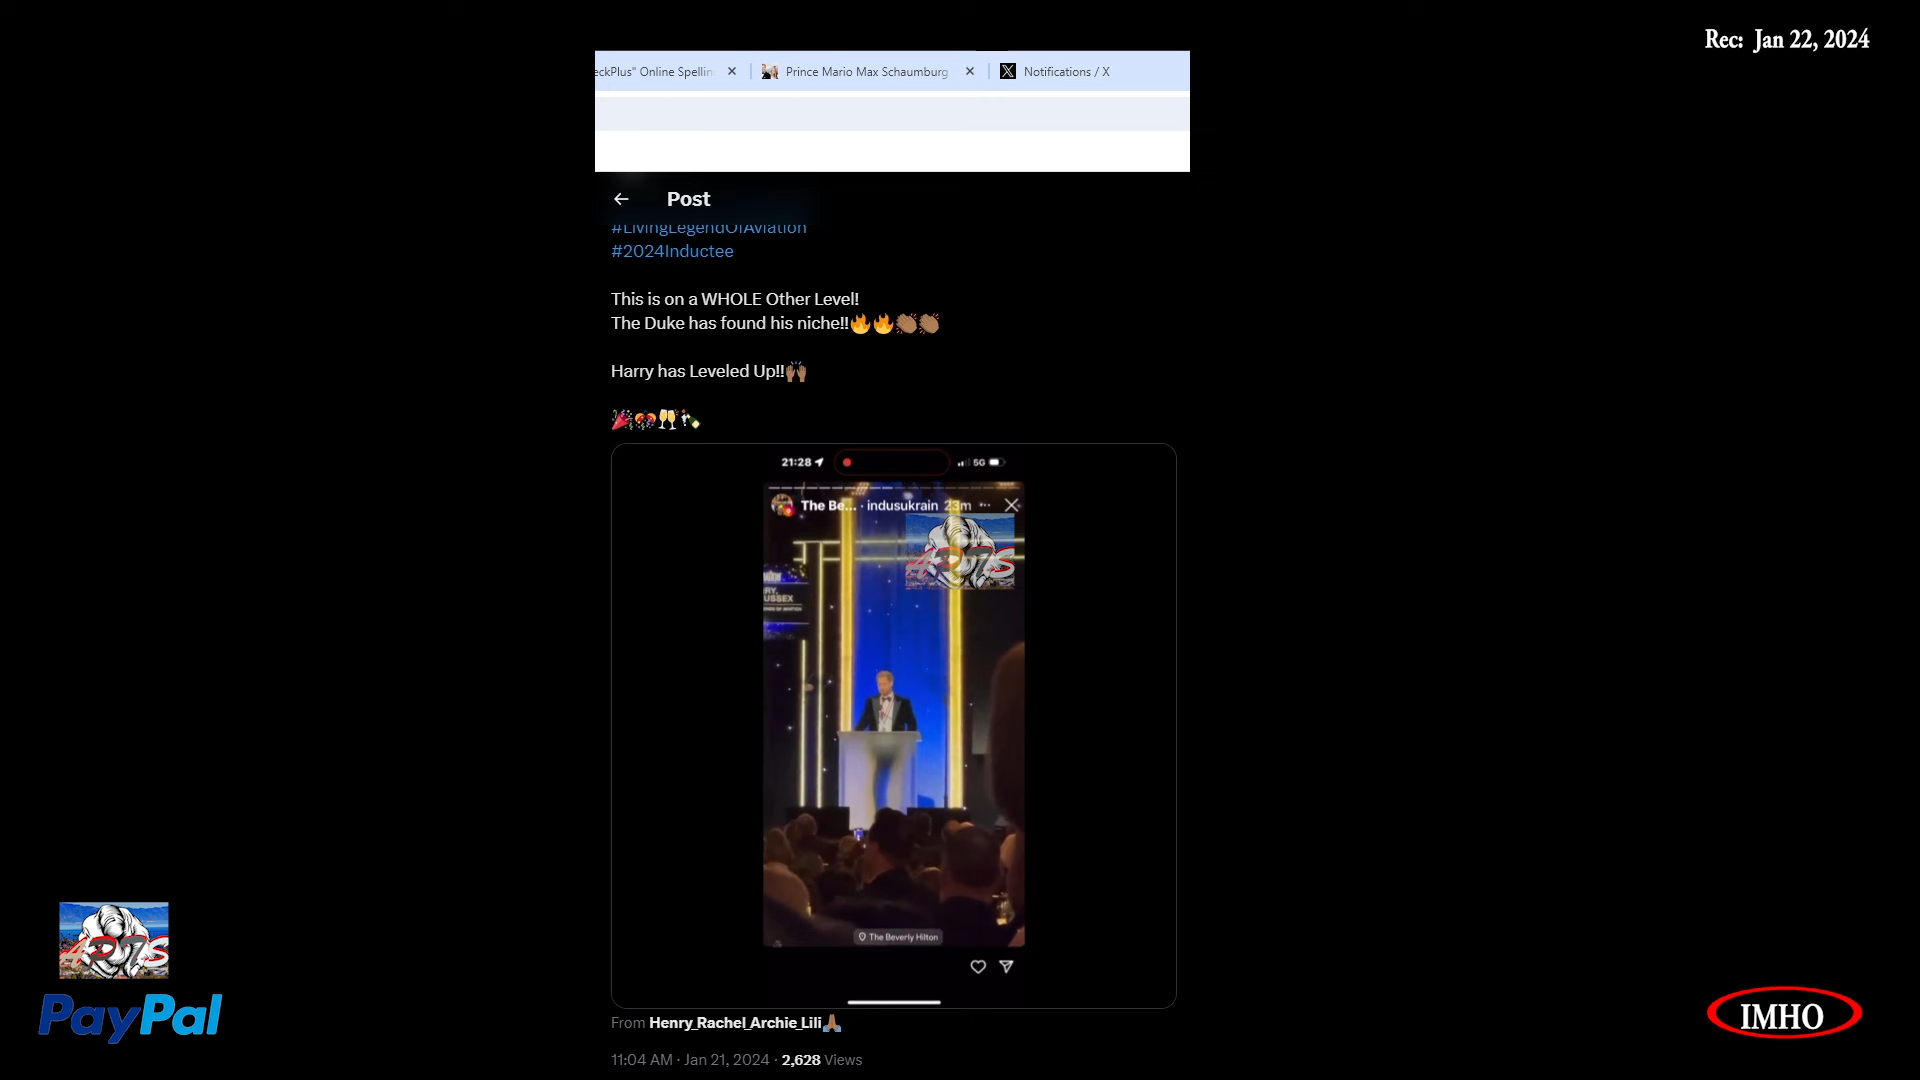 Rec: Jan 22, 2024
eckPlus" Online Spellin
Prince Mario Max Schaumburg
Notifications / X
Post
#LivingLegendOfAviation
#2024Inductee
This is on a WHOLE Other Level!
The Duke has found his niche!!🔥🔥👏🏽👏🏽
Harry has Leveled Up!!🙌🏽
🎉🎊🥂🍾
21:28
5G
The Be... · indusukrain 23m ...
RY,
USSEX
The Beverly Hilton
From Henry_Rachel_Archie_Lili🙏🏽
11:04 AM · Jan 21, 2024 · 2,628 Views
PayPal
IMHO